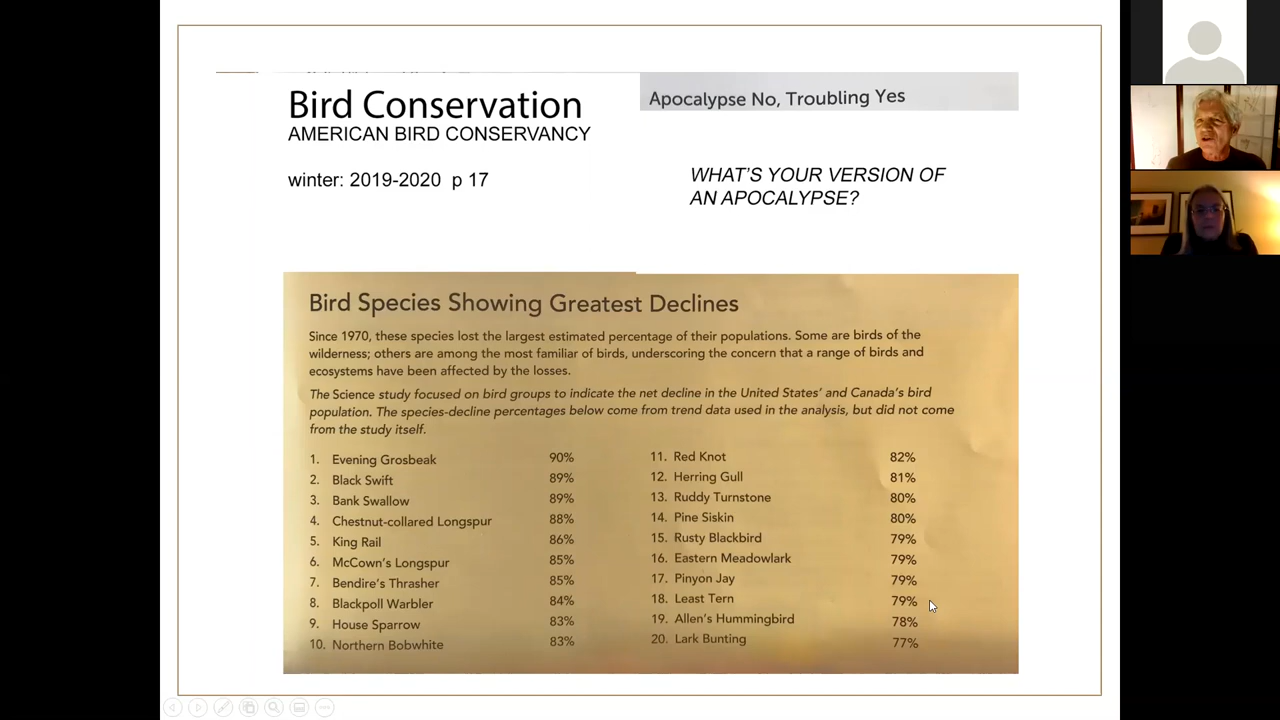 Bird Conservation
AMERICAN BIRD CONSERVANCY
winter: 2019-2020 p 17
Apocalypse No, Troubling Yes
WHAT'S YOUR VERSION OF
AN APOCALYPSE?
Bird Species Showing Greatest Declines
Since 1970, these species lost the largest estimated percentage of their populations. Some are birds of the
wilderness; others are among the most familiar of birds, underscoring the concern that a range of birds and
ecosystems have been affected by the losses.
The Science study focused on bird groups to indicate the net decline in the United States' and Canada's bird
population. The species-decline percentages below come from trend data used in the analysis, but did not come
from the study itself.
1. Evening Grosbeak 90%
2. Black Swift 89%
3. Bank Swallow 89%
4. Chestnut-collared Longspur 88%
5. King Rail 86%
6. McCown's Longspur 85%
7. Bendire's Thrasher 85%
8. Blackpoll Warbler 84%
9. House Sparrow 83%
10. Northern Bobwhite 83%
11. Red Knot 82%
12. Herring Gull 81%
13. Ruddy Turnstone 80%
14. Pine Siskin 80%
15. Rusty Blackbird 79%
16. Eastern Meadowlark 79%
17. Pinyon Jay 79%
18. Least Tern 79%
19. Allen's Hummingbird 78%
20. Lark Bunting 77%